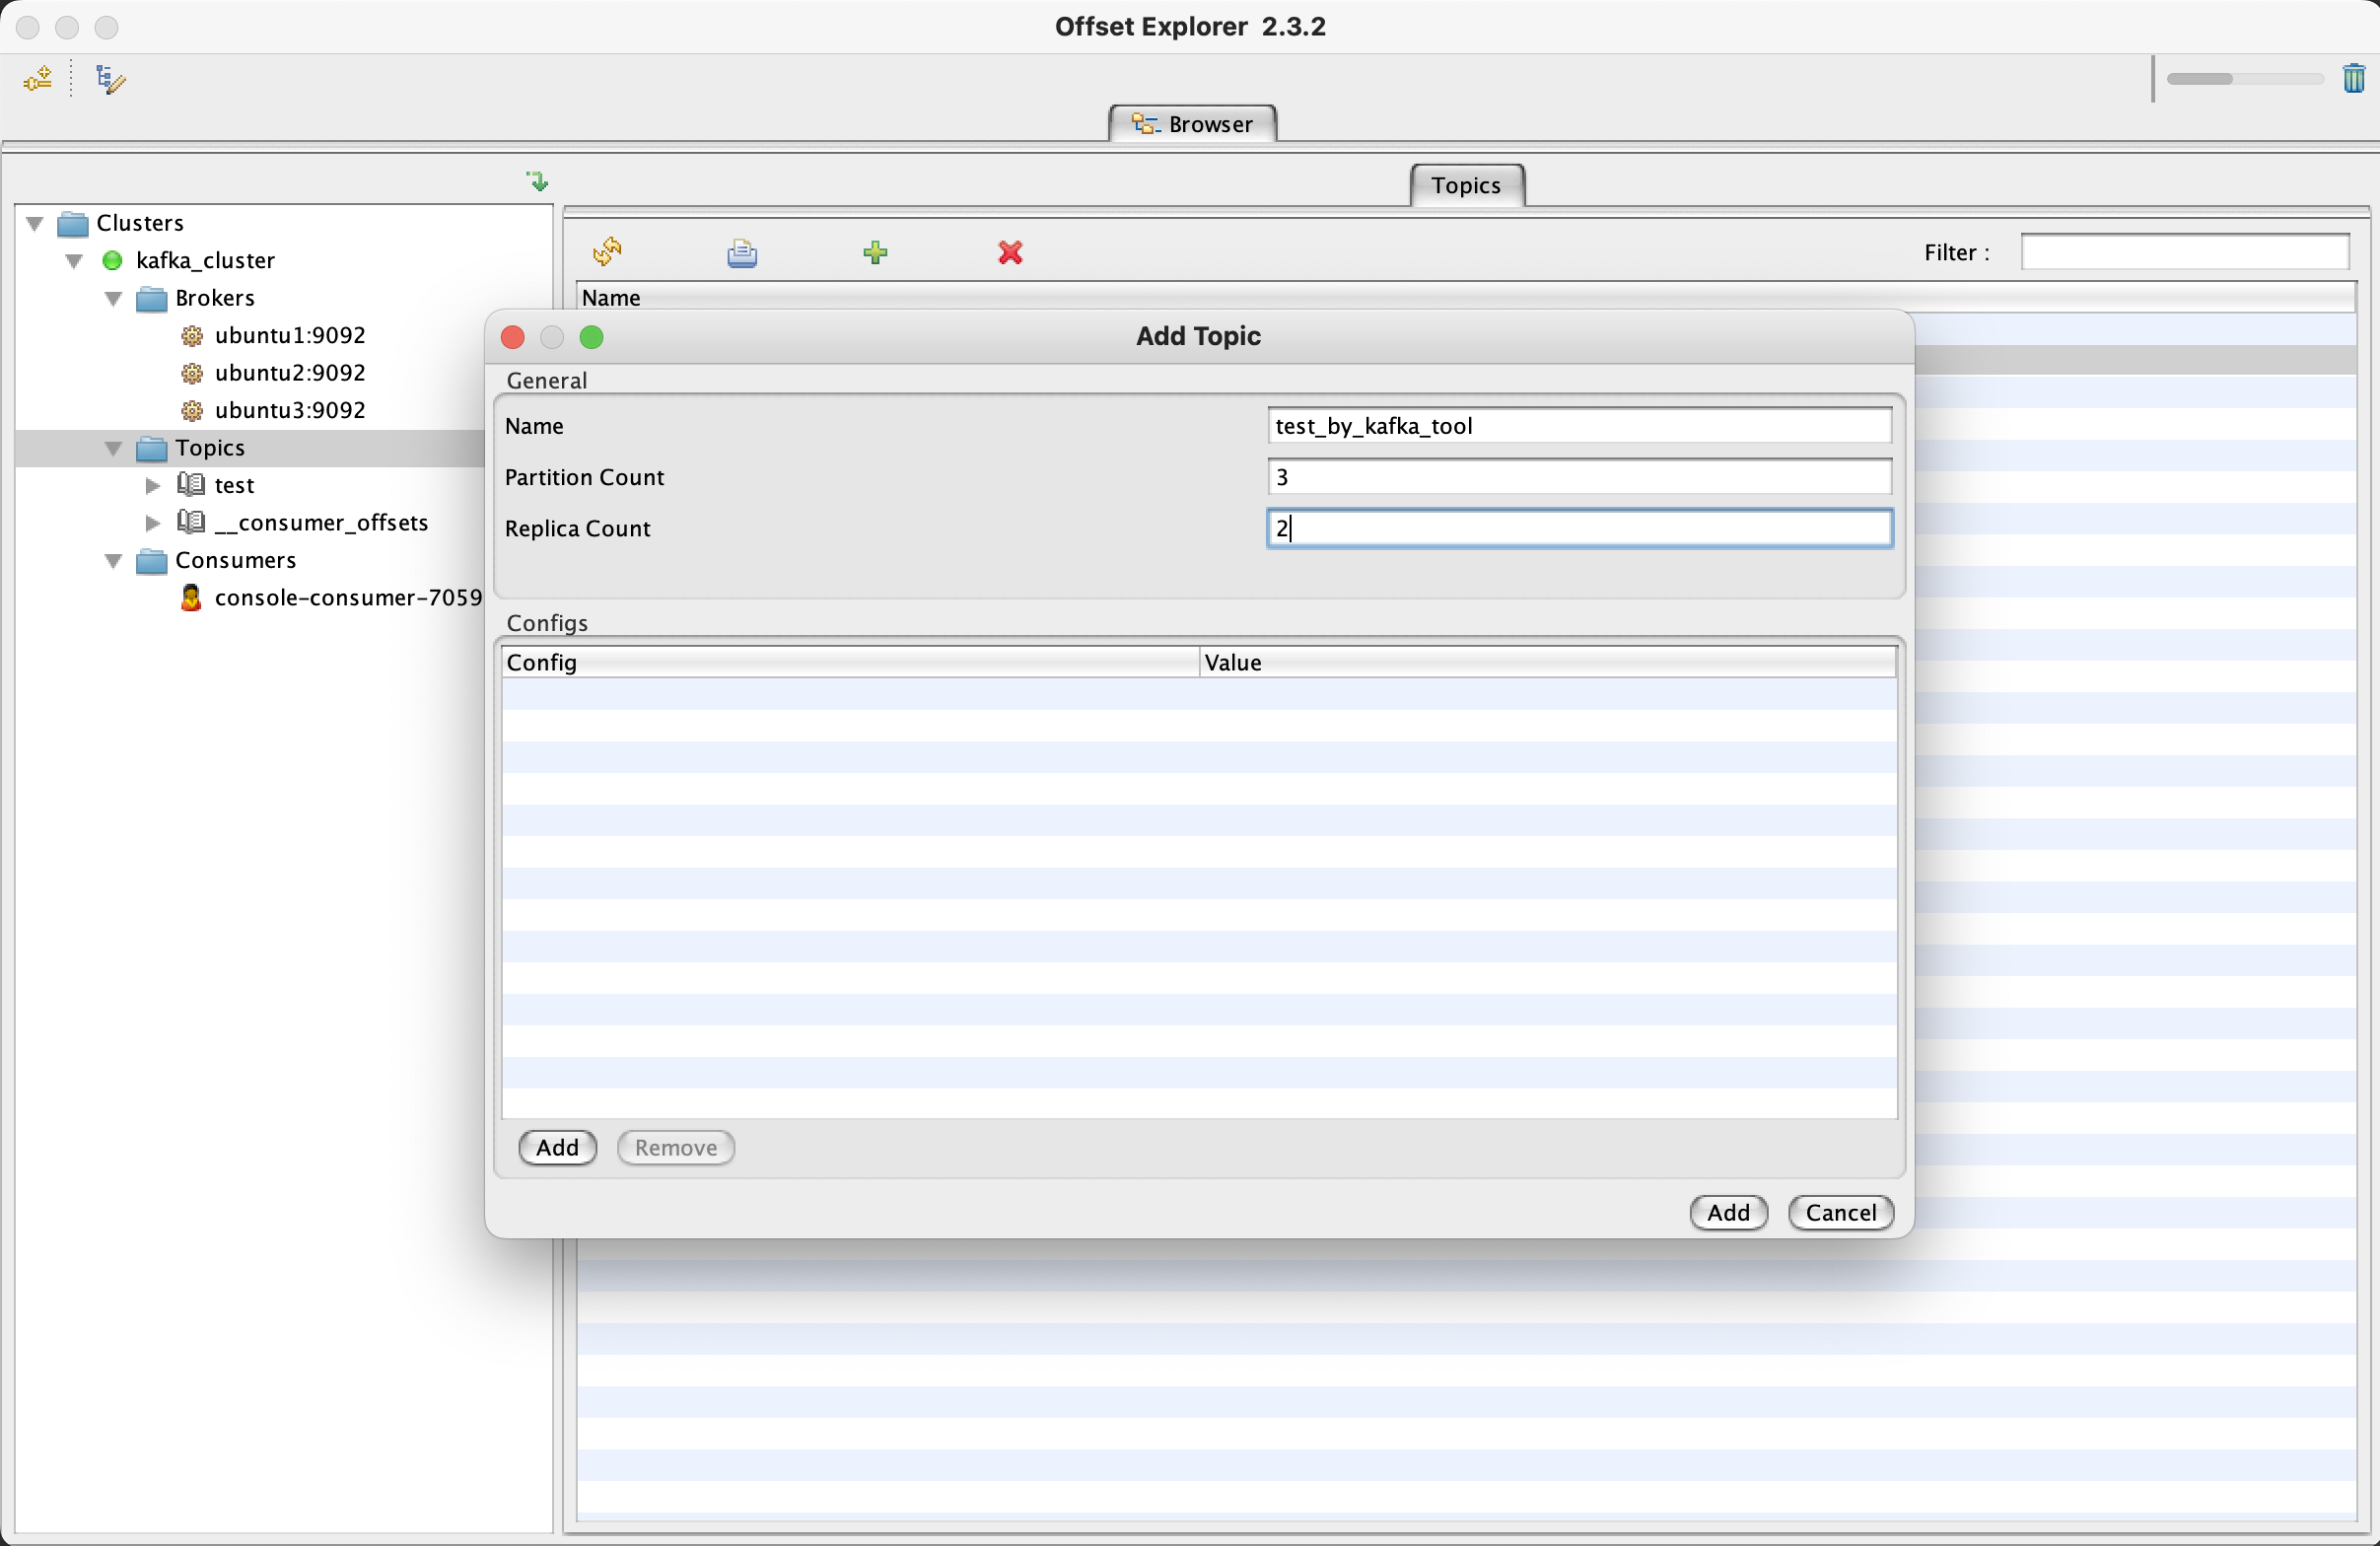 Offset Explorer 2.3.2
Browser
Topics
Clusters
kafka_cluster
Brokers
ubuntu1:9092
ubuntu2:9092
ubuntu3:9092
Topics
test
__consumer_offsets
Consumers
console-consumer-7059
Filter :
Name
Add Topic
General
Name test_by_kafka_tool
Partition Count 3
Replica Count 2
Configs
Config Value
Add Remove
Add Cancel